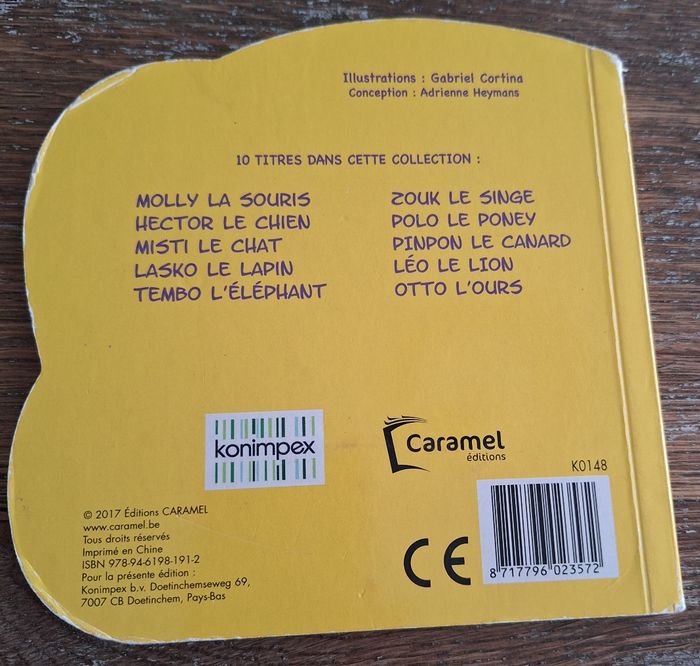 Illustrations : Gabriel Cortina
Conception : Adrienne Heymans
10 TITRES DANS CETTE COLLECTION :
MOLLY LA SOURIS
HECTOR LE CHIEN
MISTI LE CHAT
LASKO LE LAPIN
TEMBO L'ÉLÉPHANT
ZOUK LE SINGE
POLO LE PONEY
PINPON LE CANARD
LÉO LE LION
OTTO L'OURS
konimpex
Caramel
éditions
K0148
© 2017 Éditions CARAMEL
www.caramel.be
Tous droits réservés
Imprimé en Chine
ISBN 978-94-6198-191-2
Pour la présente édition :
Konimpex b.v. Doetinchemseweg 69,
7007 CB Doetinchem, Pays-Bas
CE
8 717796 023572